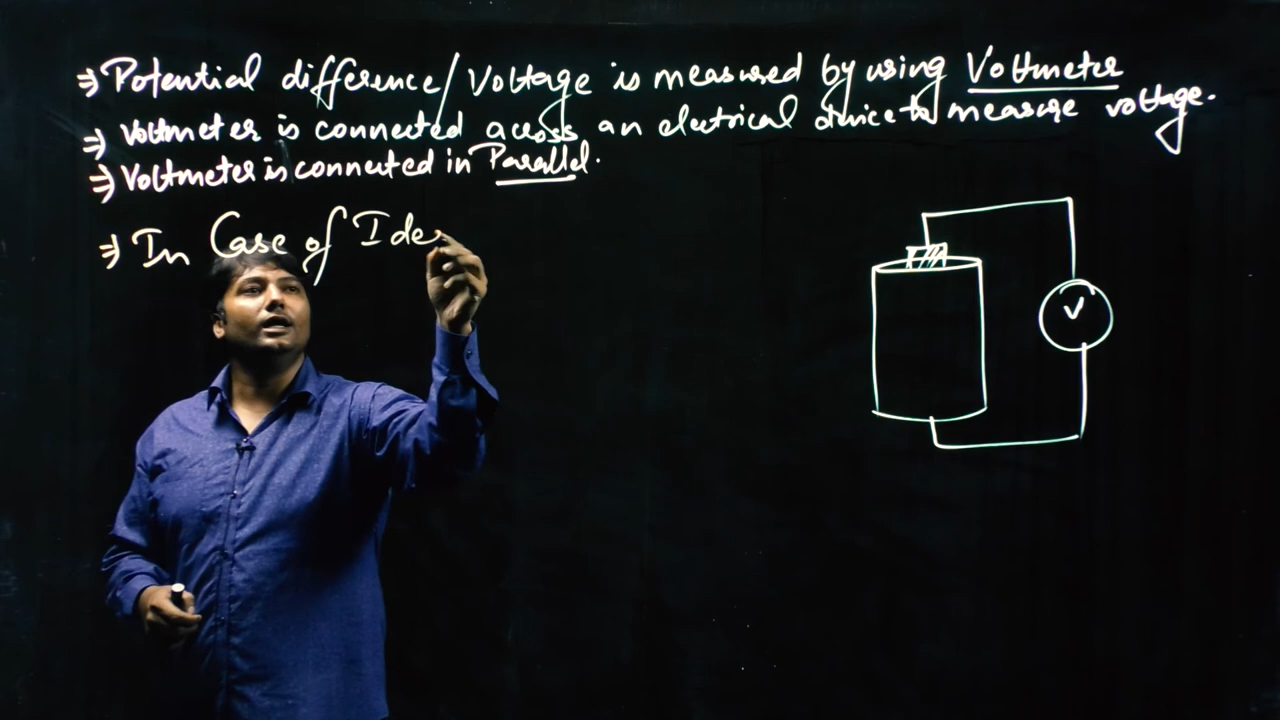 ⇒ Potential difference/Voltage is measured by using Voltmeter
⇒ Voltmeter is connected across an electrical device to measure voltage.
⇒ Voltmeter is connected in Parallel.
⇒ In Case of Ide
V